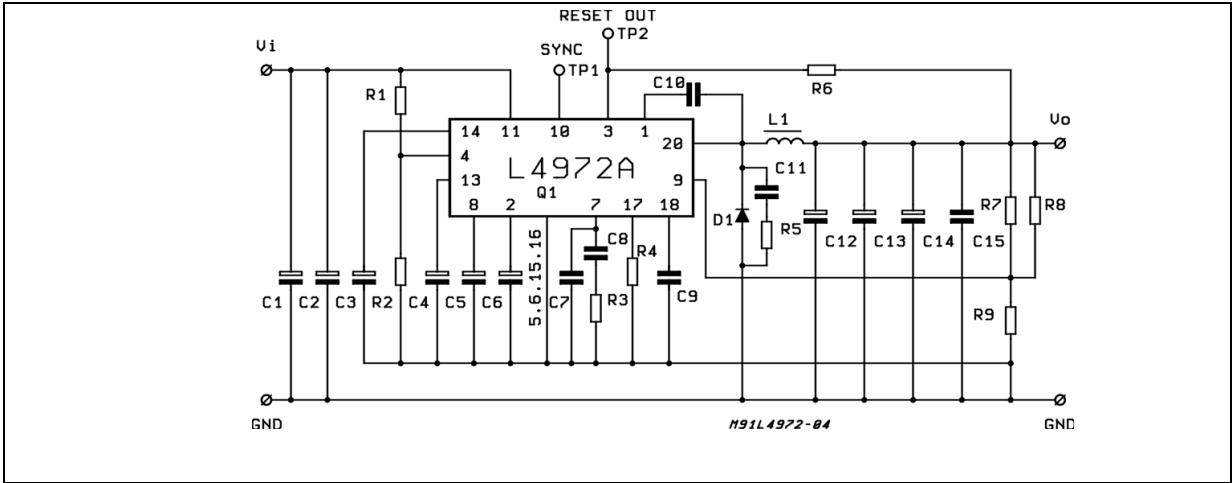 RESET OUT
TP2
Vi
SYNC
TP1
C10
R6
R1
L1
Vo
14 11 10 3 1
20
4
L4972A
9
C11
13
Q1
8 2 7 17 18
D1
R5
R7 R8
5.6.15.16
C8
R4
C12 C13 C14 C15
C1 C2 C3 R2 C4 C5 C6 C7 R3 C9
R9
GND
M91L4972-04
GND